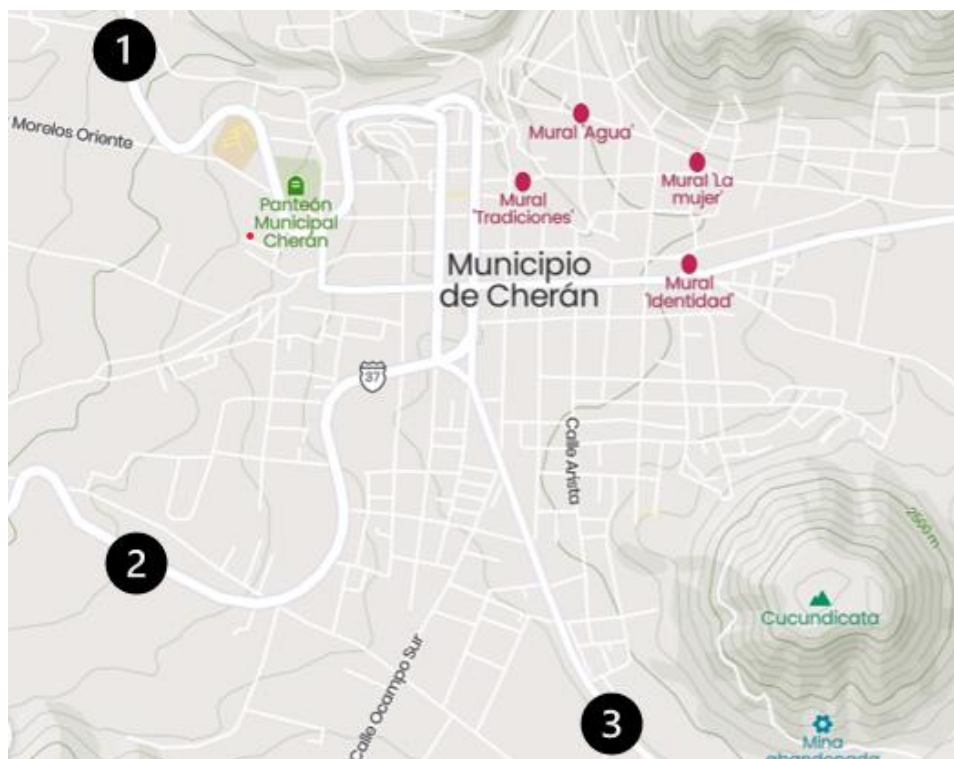 1
Morelos Oriente
Mural 'Agua'
Mural 'La
mujer'
Mural
'Tradiciones'
Panteón
Municipal
Cherán
Municipio
de Cherán
Mural
'Identidad'
37
Calle Arista
2500 m
2
Cucundicata
Calle Ocampo Sur
3
Mina
abandonada